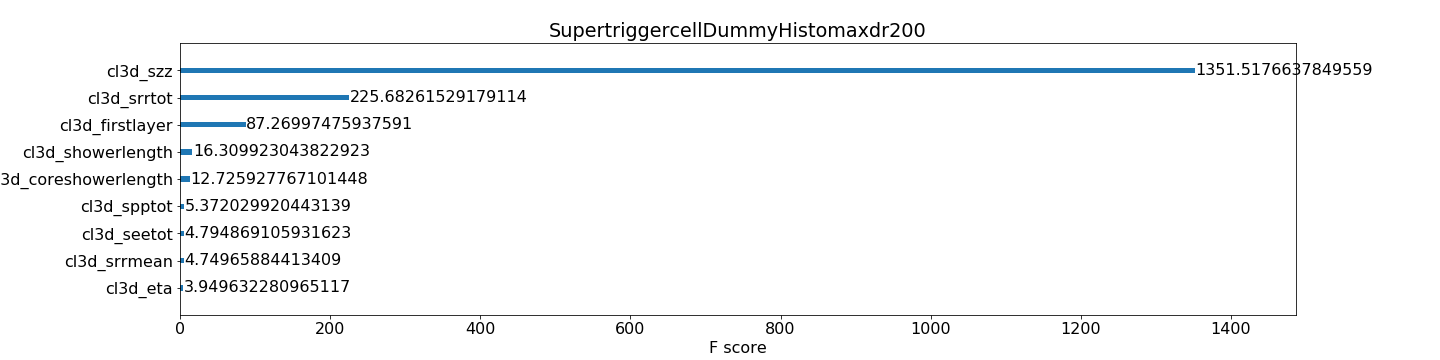 SupertriggercellDummyHistomaxdr200
cl3d_szz 1351.5176637849559
cl3d_srrtot 225.68261529179114
cl3d_firstlayer 87.26997475937591
cl3d_showerlength 16.309923043822923
3d_coreshowerlength 12.725927767101448
cl3d_spptot 5.372029920443139
cl3d_seetot 4.794869105931623
cl3d_srrmean 4.74965884413409
cl3d_eta 3.949632280965117
0 200 400 600 800 1000 1200 1400
F score